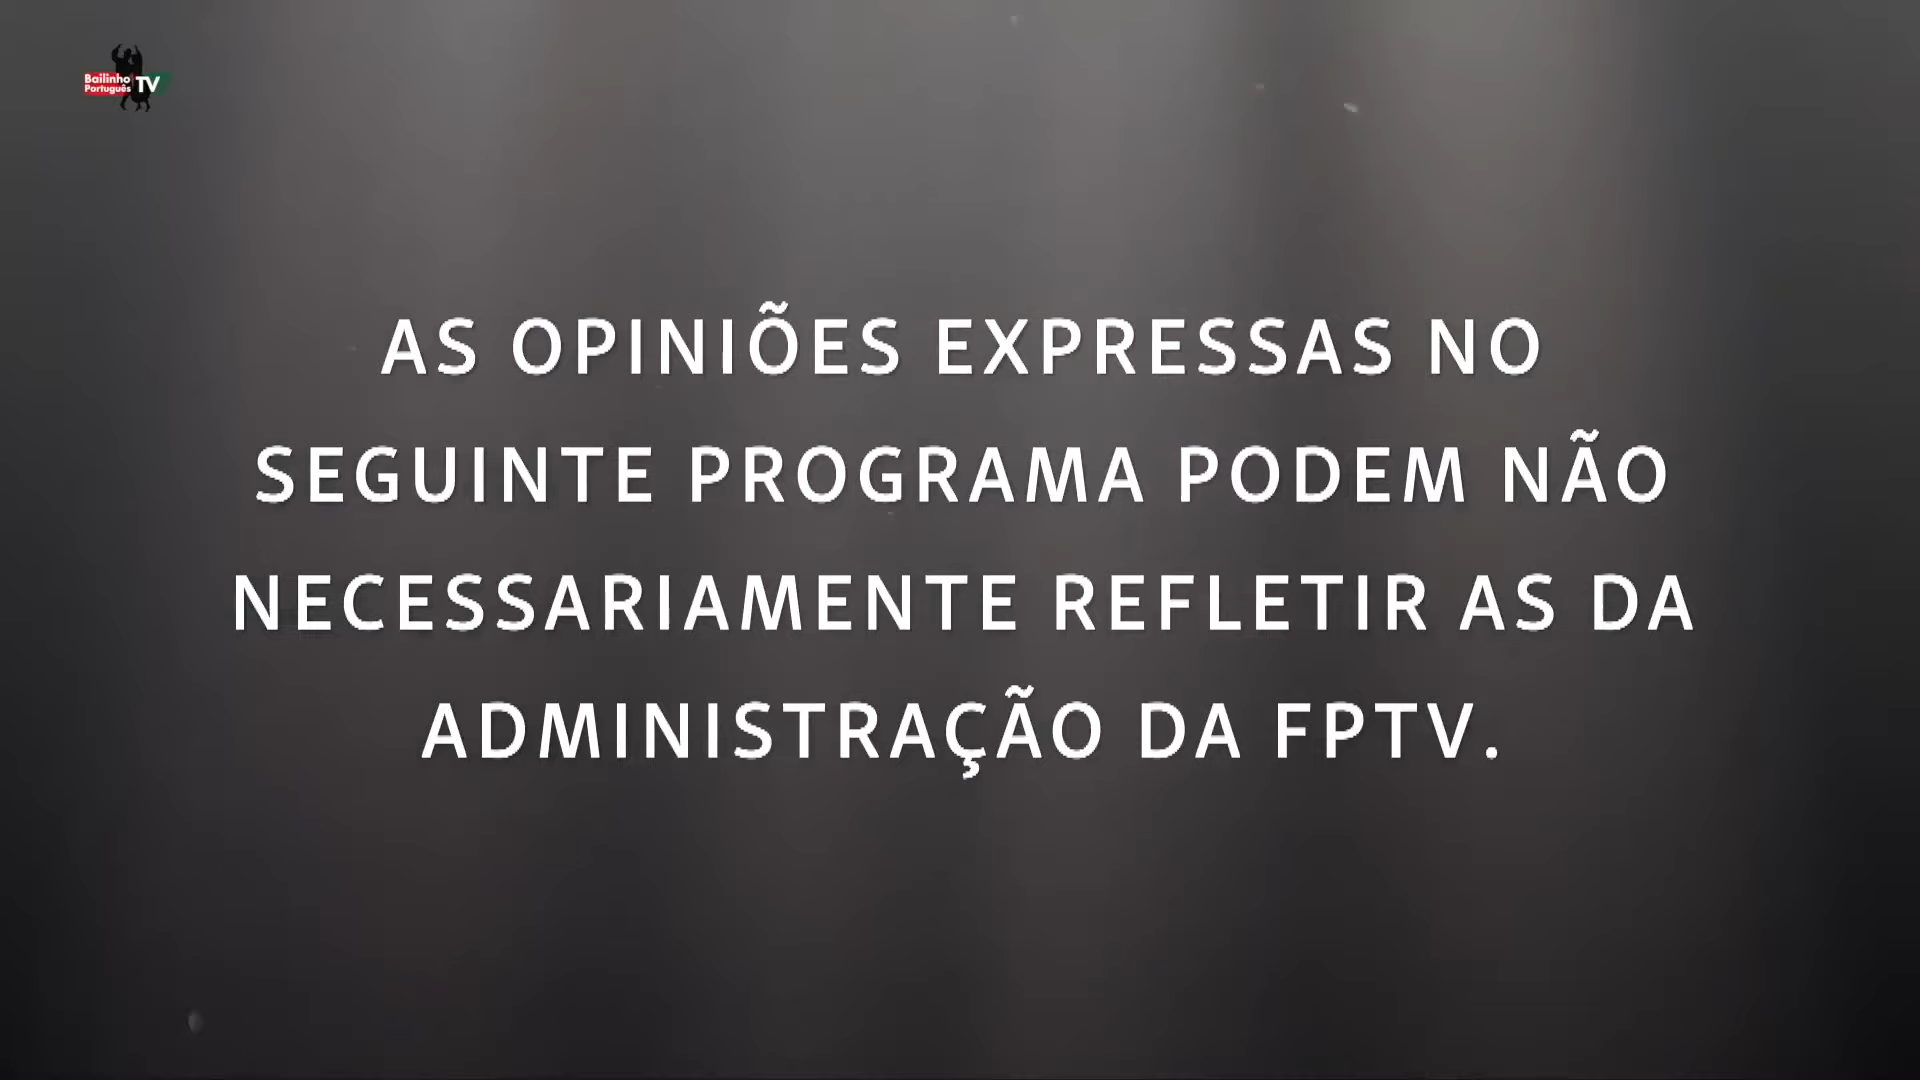 Bailinho
Português TV
AS OPINIÕES EXPRESSAS NO
SEGUINTE PROGRAMA PODEM NÃO
NECESSARIAMENTE REFLETIR AS DA
ADMINISTRAÇÃO DA FPTV.